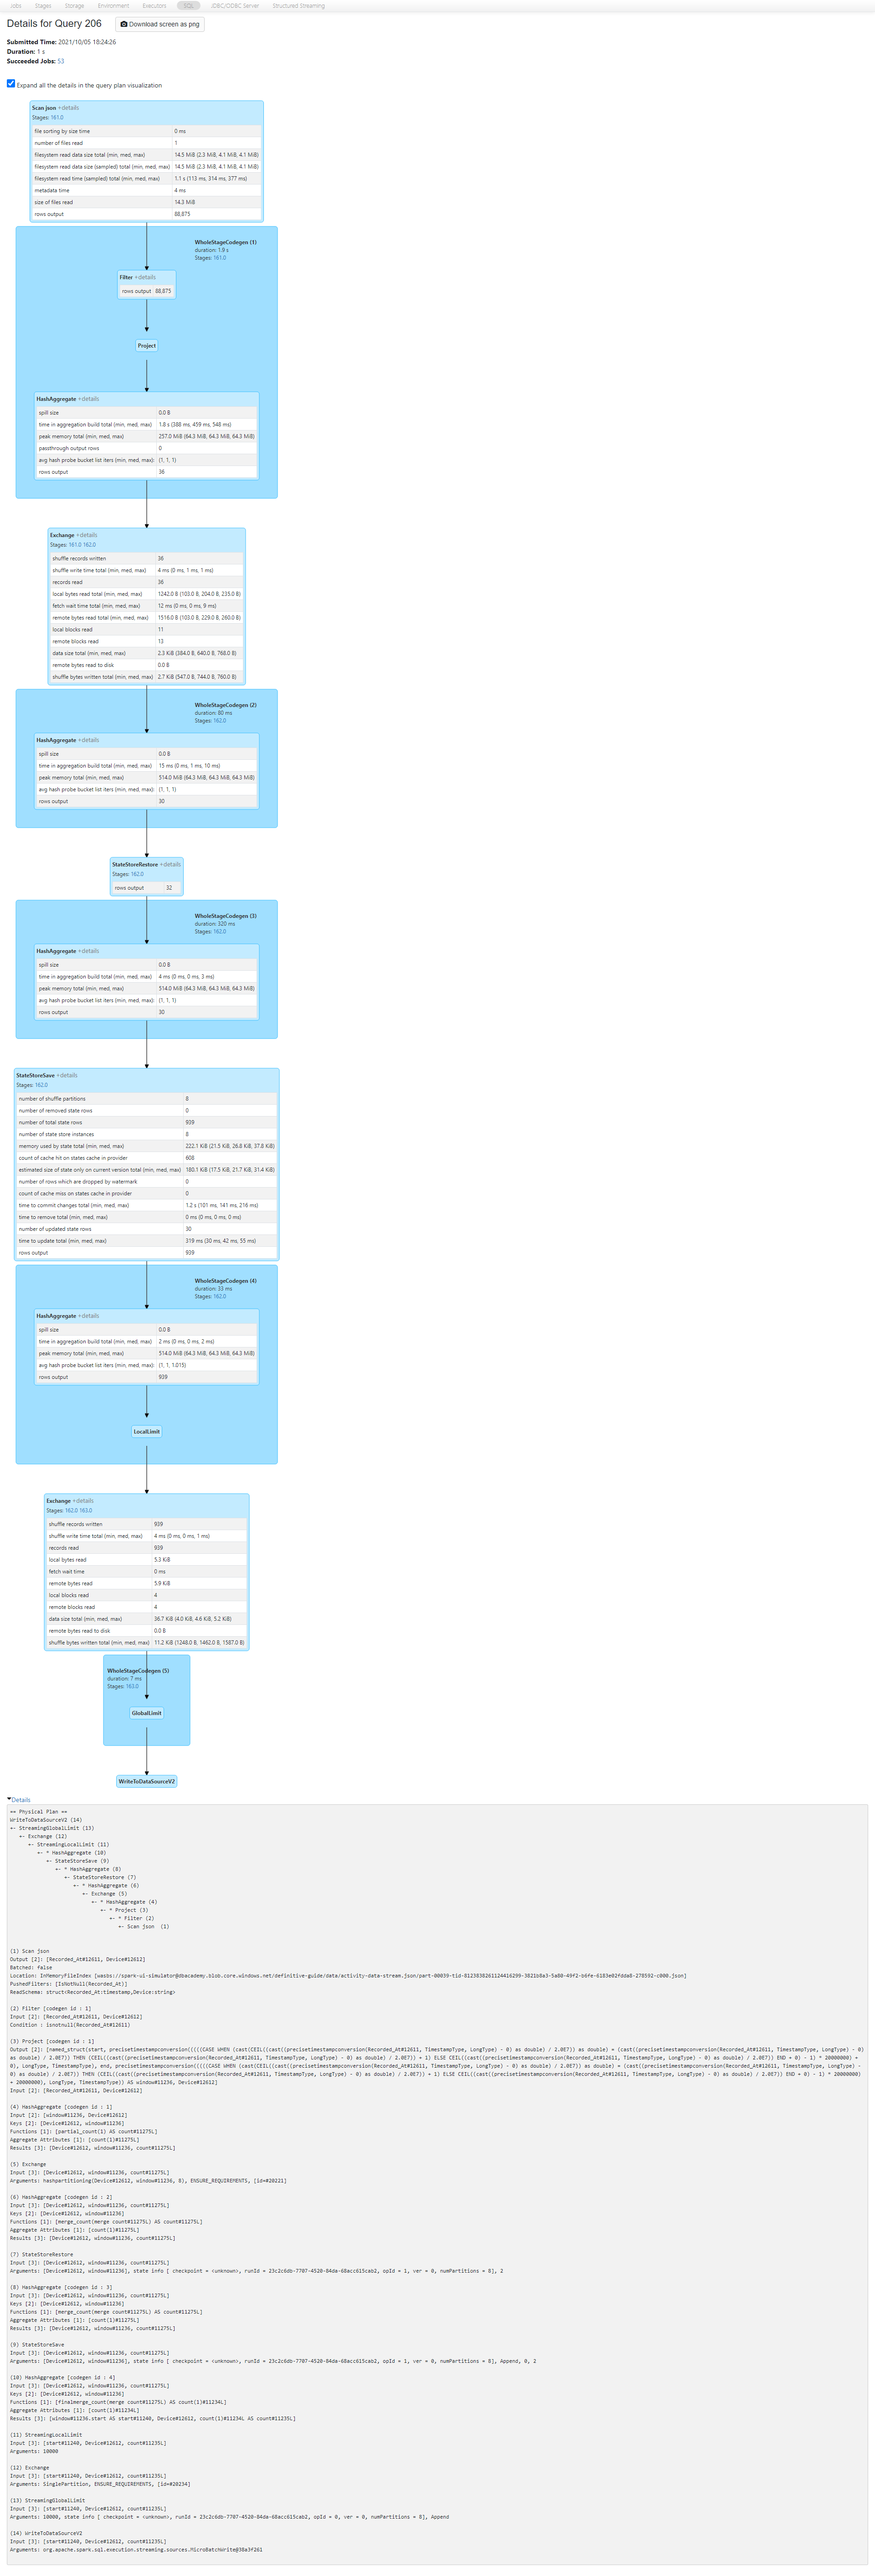 Jobs Stages Storage Environment Executors SQL JDBC/ODBC Server Structured Streaming
Details for Query 206 Download screen as png
Submitted Time: 2021/10/05 18:24:26
Duration: 1 s
Succeeded Jobs: 53
Expand all the details in the query plan visualization
Scan json +details
Stages: 161.0
file sorting by size time 0 ms
number of files read 1
filesystem read data size total (min, med, max) 14.5 MiB (2.3 MiB, 4.1 MiB, 4.1 MiB)
filesystem read data size (sampled) total (min, med, max) 14.5 MiB (2.3 MiB, 4.1 MiB, 4.1 MiB)
filesystem read time (sampled) total (min, med, max) 1.1 s (113 ms, 314 ms, 377 ms)
metadata time 4 ms
size of files read 14.3 MiB
rows output 88,875
WholeStageCodegen (1)
duration: 1.9 s
Stages: 161.0
Filter +details
rows output 88,875
Project
HashAggregate +details
spill size 0.0 B
time in aggregation build total (min, med, max) 1.8 s (388 ms, 459 ms, 548 ms)
peak memory total (min, med, max) 257.0 MiB (64.3 MiB, 64.3 MiB, 64.3 MiB)
passthrough output rows 0
avg hash probe bucket list iters (min, med, max) (1, 1, 1)
rows output 36
Exchange +details
Stages: 161.0 162.0
shuffle records written 36
shuffle write time total (min, med, max) 4 ms (0 ms, 1 ms, 1 ms)
records read 36
local bytes read total (min, med, max) 1242.0 B (103.0 B, 204.0 B, 235.0 B)
fetch wait time total (min, med, max) 12 ms (0 ms, 0 ms, 9 ms)
remote bytes read total (min, med, max) 1516.0 B (103.0 B, 229.0 B, 260.0 B)
local blocks read 11
remote blocks read 13
data size total (min, med, max) 2.3 KiB (384.0 B, 640.0 B, 768.0 B)
remote bytes read to disk 0.0 B
shuffle bytes written total (min, med, max) 2.7 KiB (547.0 B, 744.0 B, 760.0 B)
WholeStageCodegen (2)
duration: 80 ms
Stages: 162.0
HashAggregate +details
spill size 0.0 B
time in aggregation build total (min, med, max) 15 ms (0 ms, 1 ms, 10 ms)
peak memory total (min, med, max) 514.0 MiB (64.3 MiB, 64.3 MiB, 64.3 MiB)
avg hash probe bucket list iters (min, med, max) (1, 1, 1)
rows output 30
StateStoreRestore +details
Stages: 162.0
rows output 32
WholeStageCodegen (3)
duration: 320 ms
Stages: 162.0
HashAggregate +details
spill size 0.0 B
time in aggregation build total (min, med, max) 4 ms (0 ms, 0 ms, 3 ms)
peak memory total (min, med, max) 514.0 MiB (64.3 MiB, 64.3 MiB, 64.3 MiB)
avg hash probe bucket list iters (min, med, max) (1, 1, 1)
rows output 30
StateStoreSave +details
Stages: 162.0
number of shuffle partitions 8
number of removed state rows 0
number of total state rows 939
number of state store instances 8
memory used by state total (min, med, max) 222.1 KiB (21.5 KiB, 26.8 KiB, 37.8 KiB)
count of cache hit on states cache in provider 608
estimated size of state only on current version total (min, med, max) 180.1 KiB (17.5 KiB, 21.7 KiB, 31.4 KiB)
number of rows which are dropped by watermark 0
count of cache miss on states cache in provider 0
time to commit changes total (min, med, max) 1.2 s (101 ms, 141 ms, 216 ms)
time to remove total (min, med, max) 0 ms (0 ms, 0 ms, 0 ms)
number of updated state rows 30
time to update total (min, med, max) 319 ms (30 ms, 42 ms, 55 ms)
rows output 939
WholeStageCodegen (4)
duration: 33 ms
Stages: 162.0
HashAggregate +details
spill size 0.0 B
time in aggregation build total (min, med, max) 2 ms (0 ms, 0 ms, 2 ms)
peak memory total (min, med, max) 514.0 MiB (64.3 MiB, 64.3 MiB, 64.3 MiB)
avg hash probe bucket list iters (min, med, max) (1, 1, 1.015)
rows output 939
LocalLimit
Exchange +details
Stages: 162.0 163.0
shuffle records written 939
shuffle write time total (min, med, max) 4 ms (0 ms, 0 ms, 1 ms)
records read 939
local bytes read 5.3 KiB
fetch wait time 0 ms
remote bytes read 5.9 KiB
local blocks read 4
remote blocks read 4
data size total (min, med, max) 36.7 KiB (4.0 KiB, 4.6 KiB, 5.2 KiB)
remote bytes read to disk 0.0 B
shuffle bytes written total (min, med, max) 11.2 KiB (1248.0 B, 1462.0 B, 1587.0 B)
WholeStageCodegen (5)
duration: 7 ms
Stages: 163.0
GlobalLimit
WriteToDataSourceV2
Details
== Physical Plan ==
WriteToDataSourceV2 (14)
+- StreamingGlobalLimit (13)
+- Exchange (12)
+- StreamingLocalLimit (11)
+- * HashAggregate (10)
+- StateStoreSave (9)
+- * HashAggregate (8)
+- StateStoreRestore (7)
+- * HashAggregate (6)
+- Exchange (5)
+- * HashAggregate (4)
+- * Project (3)
+- * Filter (2)
+- Scan json (1)
(1) Scan json
Output [2]: [Recorded_At#12611, Device#12612]
Batched: false
Location: InMemoryFileIndex [wasbs://spark-ui-simulator@dbacademy.blob.core.windows.net/definitive-guide/data/activity-data-stream.json/part-00039-tid-8123838261124416299-3821b8a3-5a80-49f2-b6fe-6183e02fdda8-278592-c000.json]
PushedFilters: [IsNotNull(Recorded_At)]
ReadSchema: struct<Recorded_At:timestamp,Device:string>
(2) Filter [codegen id : 1]
Input [2]: [Recorded_At#12611, Device#12612]
Condition : isnotnull(Recorded_At#12611)
(3) Project [codegen id : 1]
Output [2]: [named_struct(start, precisetimestampconversion(((((CASE WHEN (cast(CEIL((cast((precisetimestampconversion(Recorded_At#12611, TimestampType, LongType) - 0) as double) / 2.0E7)) as double) = (cast((precisetimestampconversion(Recorded_At#12611, TimestampType, LongType) - 0)
as double) / 2.0E7)) THEN (CEIL((cast((precisetimestampconversion(Recorded_At#12611, TimestampType, LongType) - 0) as double) / 2.0E7)) + 1) ELSE CEIL((cast((precisetimestampconversion(Recorded_At#12611, TimestampType, LongType) - 0) as double) / 2.0E7)) END + 0) - 1) * 20000000) +
0), LongType, TimestampType), end, precisetimestampconversion((((((CASE WHEN (cast(CEIL((cast((precisetimestampconversion(Recorded_At#12611, TimestampType, LongType) - 0) as double) / 2.0E7)) as double) = (cast((precisetimestampconversion(Recorded_At#12611, TimestampType, LongType) -
0) as double) / 2.0E7)) THEN (CEIL((cast((precisetimestampconversion(Recorded_At#12611, TimestampType, LongType) - 0) as double) / 2.0E7)) + 1) ELSE CEIL((cast((precisetimestampconversion(Recorded_At#12611, TimestampType, LongType) - 0) as double) / 2.0E7)) END + 0) - 1) * 20000000)
+ 20000000), LongType, TimestampType)) AS window#11236, Device#12612]
Input [2]: [Recorded_At#12611, Device#12612]
(4) HashAggregate [codegen id : 1]
Input [2]: [window#11236, Device#12612]
Keys [2]: [Device#12612, window#11236]
Functions [1]: [partial_count(1) AS count#11275L]
Aggregate Attributes [1]: [count(1)#11275L]
Results [3]: [Device#12612, window#11236, count#11275L]
(5) Exchange
Input [3]: [Device#12612, window#11236, count#11275L]
Arguments: hashpartitioning(Device#12612, window#11236, 8), ENSURE_REQUIREMENTS, [id=#20221]
(6) HashAggregate [codegen id : 2]
Input [3]: [Device#12612, window#11236, count#11275L]
Keys [2]: [Device#12612, window#11236]
Functions [1]: [merge_count(merge count#11275L) AS count#11275L]
Aggregate Attributes [1]: [count(1)#11275L]
Results [3]: [Device#12612, window#11236, count#11275L]
(7) StateStoreRestore
Input [3]: [Device#12612, window#11236, count#11275L]
Arguments: [Device#12612, window#11236], state info [ checkpoint = <unknown>, runId = 23c2c6db-7707-4520-84da-68acc615cab2, opId = 1, ver = 0, numPartitions = 8], 2
(8) HashAggregate [codegen id : 3]
Input [3]: [Device#12612, window#11236, count#11275L]
Keys [2]: [Device#12612, window#11236]
Functions [1]: [merge_count(merge count#11275L) AS count#11275L]
Aggregate Attributes [1]: [count(1)#11275L]
Results [3]: [Device#12612, window#11236, count#11275L]
(9) StateStoreSave
Input [3]: [Device#12612, window#11236, count#11275L]
Arguments: [Device#12612, window#11236], state info [ checkpoint = <unknown>, runId = 23c2c6db-7707-4520-84da-68acc615cab2, opId = 1, ver = 0, numPartitions = 8], Append, 0, 2
(10) HashAggregate [codegen id : 4]
Input [3]: [Device#12612, window#11236, count#11275L]
Keys [2]: [Device#12612, window#11236]
Functions [1]: [finalmerge_count(merge count#11275L) AS count(1)#11234L]
Aggregate Attributes [1]: [count(1)#11234L]
Results [3]: [window#11236.start AS start#11240, Device#12612, count(1)#11234L AS count#11235L]
(11) StreamingLocalLimit
Input [3]: [start#11240, Device#12612, count#11235L]
Arguments: 10000
(12) Exchange
Input [3]: [start#11240, Device#12612, count#11235L]
Arguments: SinglePartition, ENSURE_REQUIREMENTS, [id=#20234]
(13) StreamingGlobalLimit
Input [3]: [start#11240, Device#12612, count#11235L]
Arguments: 10000, state info [ checkpoint = <unknown>, runId = 23c2c6db-7707-4520-84da-68acc615cab2, opId = 0, ver = 0, numPartitions = 8], Append
(14) WriteToDataSourceV2
Input [3]: [start#11240, Device#12612, count#11235L]
Arguments: org.apache.spark.sql.execution.streaming.sources.MicroBatchWrite@38a3f261